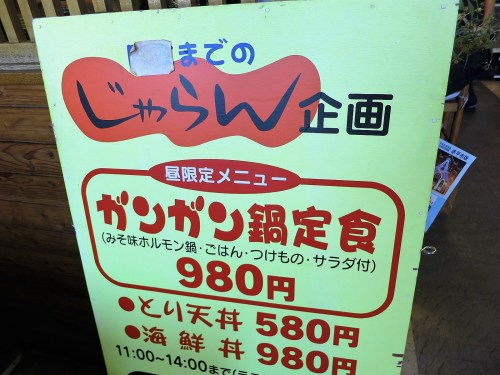 までの
じゃらん企画
昼限定メニュー
ガンガン鍋定食
(みそ味ホルモン鍋・ごはん・つけもの・サラダ付)
980円
●とり天丼 580円
●海鮮丼 980円
11:00~14:00まで(ラ